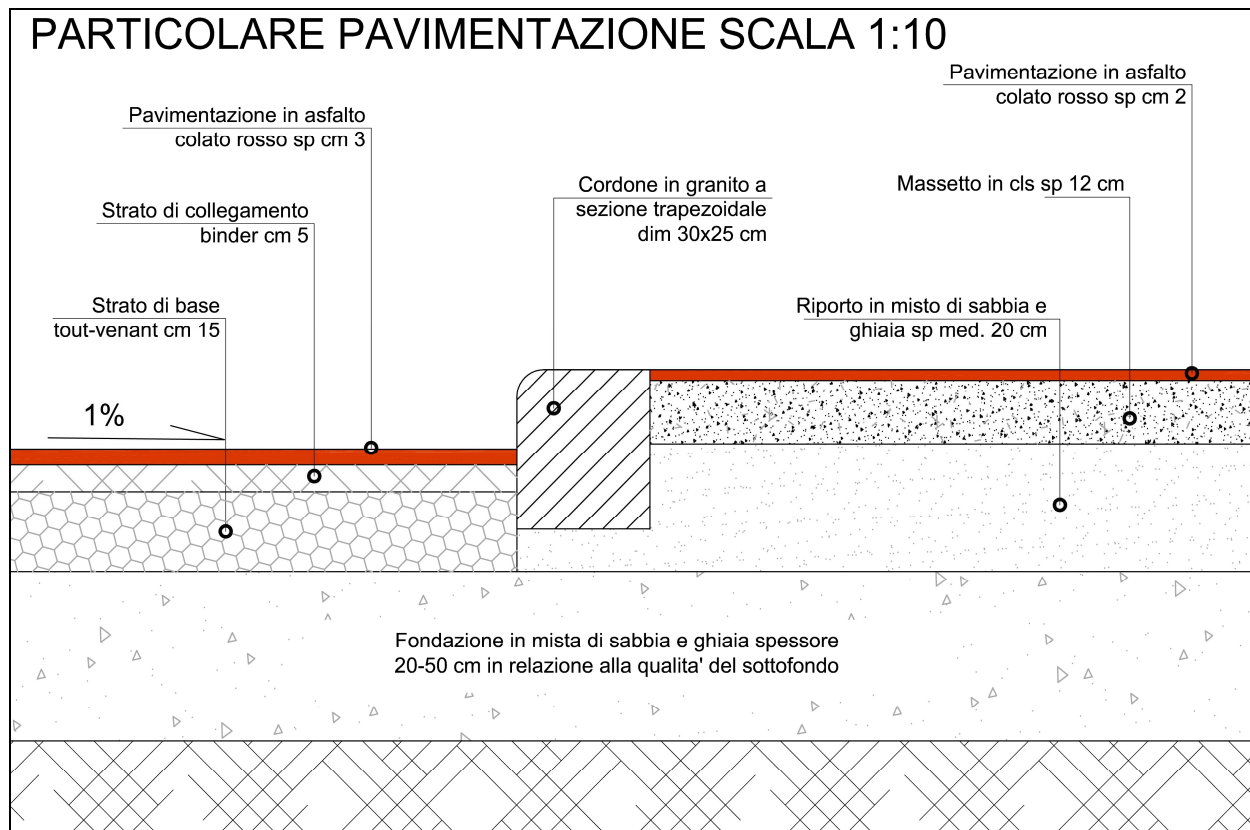 PARTICOLARE PAVIMENTAZIONE SCALA 1:10
Pavimentazione in asfalto
colato rosso sp cm 2
Pavimentazione in asfalto
colato rosso sp cm 3
Cordone in granito a
sezione trapezoidale
dim 30x25 cm
Massetto in cls sp 12 cm
Strato di collegamento
binder cm 5
Strato di base
tout-venant cm 15
Riporto in misto di sabbia e
ghiaia sp med. 20 cm
1%
Fondazione in mista di sabbia e ghiaia spessore
20-50 cm in relazione alla qualita' del sottofondo